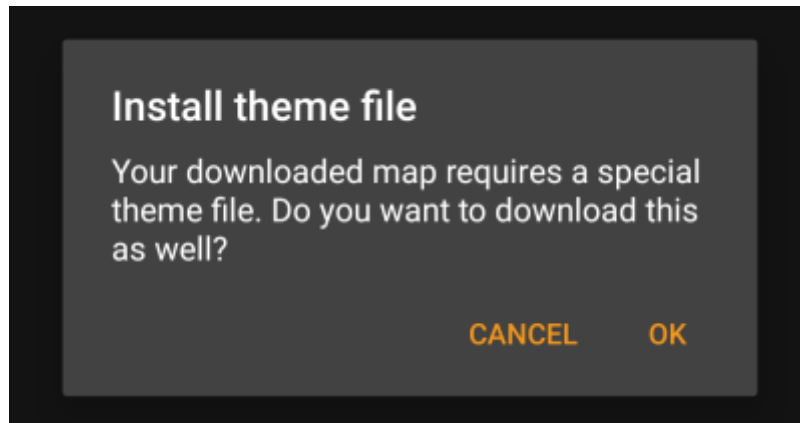 Install theme file
Your downloaded map requires a special
theme file. Do you want to download this
as well?
CANCEL OK